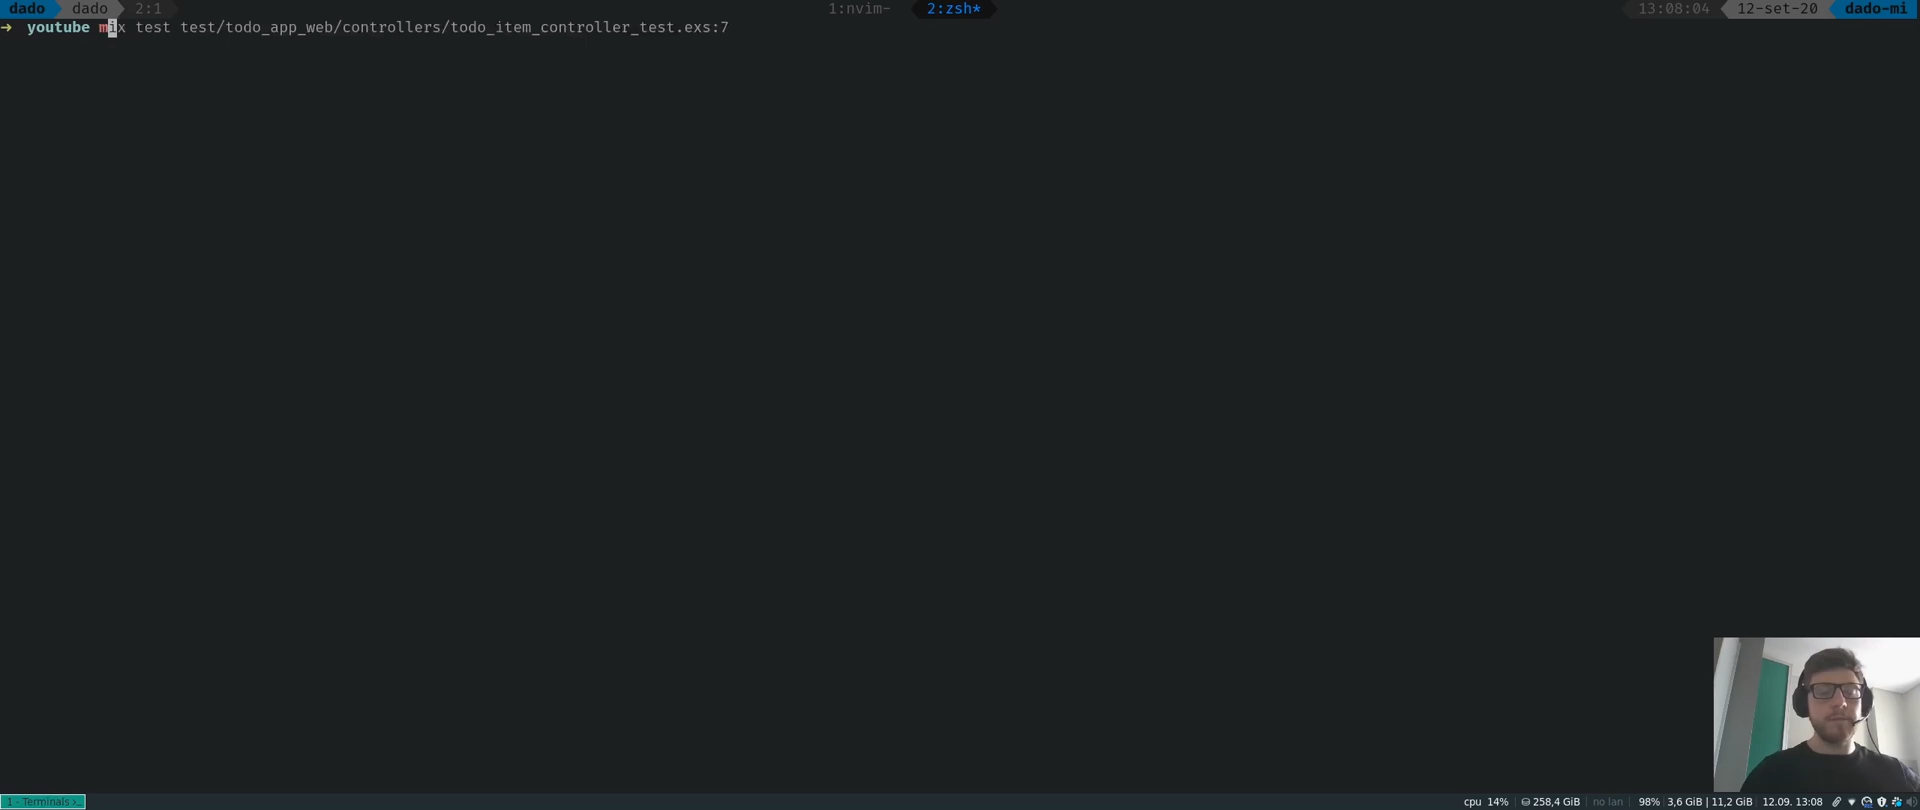 dado dado 2:1 1:nvim- 2:zsh* 13:08:04 12-set-20 dado-mi
→ youtube mix test test/todo_app_web/controllers/todo_item_controller_test.exs:7
1 - Terminals ›_ cpu 14% 258,4 GiB no lan 98% 3,6 GiB | 11,2 GiB 12.09. 13:08